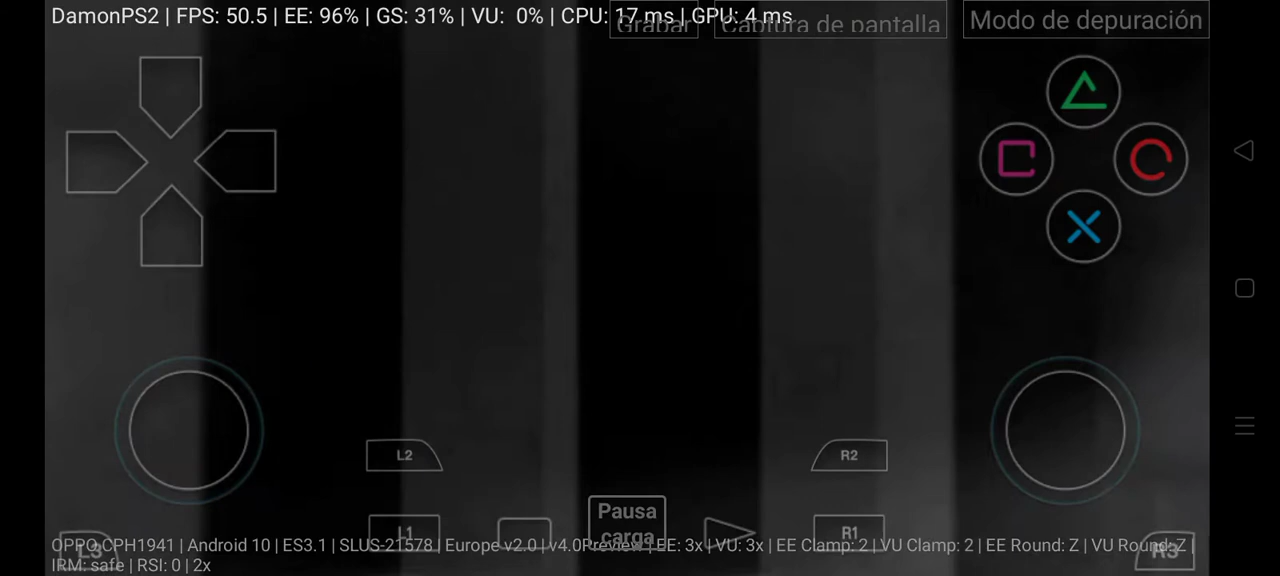 DamonPS2 | FPS: 50.5 | EE: 96% | GS: 31% | VU: 0% | CPU: 17 ms | GPU: 4 ms
Grabar
Captura de pantalla
Modo de depuración
L2
R2
L1
Pausa
carga
R1
L3
R3
OPPO CPH1941 | Android 10 | ES3.1 | SLUS-21578 | Europe v2.0 | v4.0Preview | EE: 3x | VU: 3x | EE Clamp: 2 | VU Clamp: 2 | EE Round: Z | VU Round: Z |
IRM: safe | RSI: 0 | 2x